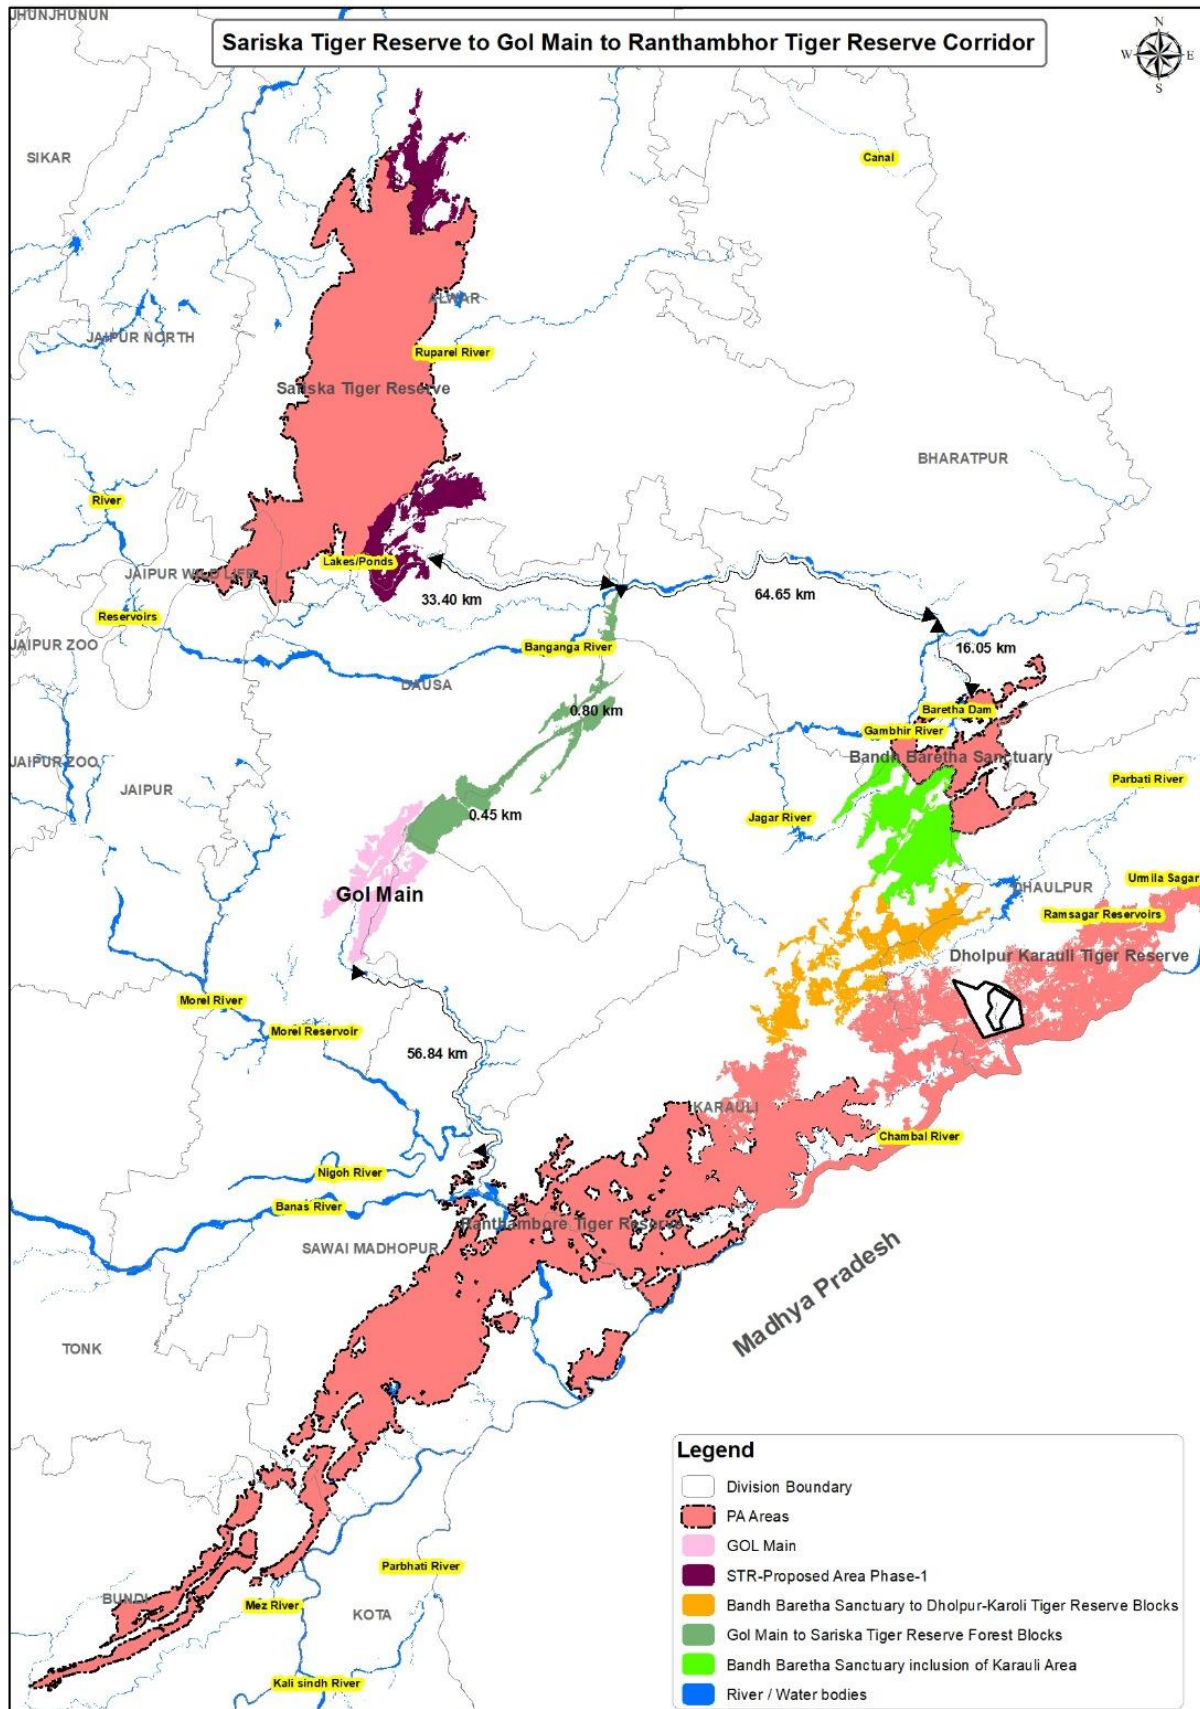 JHUNJHUNUN
Sariska Tiger Reserve to Gol Main to Ranthambhor Tiger Reserve Corridor
N
W
E
S
SIKAR
Canal
ALWAR
JAIPUR NORTH
Ruparel River
Sariska Tiger Reserve
BHARATPUR
River
Lakes/Ponds
JAIPUR WILD LIFE
33.40 km
64.65 km
Reservoirs
JAIPUR ZOO
Banganga River
16.05 km
DAUSA
0.80 km
Baretha Dam
Gambhir River
Bandh Baretha Sanctuary
JAIPUR ZOO
Parbati River
JAIPUR
0.45 km
Jagar River
Urmila Sagar
Gol Main
DHAULPUR
Ramsagar Reservoirs
Dholpur Karauli Tiger Reserve
Morel River
Morel Reservoir
56.84 km
KARAULI
Chambal River
Nigoh River
Banas River
Ranthambore Tiger Reserve
SAWAI MADHOPUR
Madhya Pradesh
TONK
Legend
Division Boundary
PA Areas
GOL Main
STR-Proposed Area Phase-1
Bandh Baretha Sanctuary to Dholpur-Karoli Tiger Reserve Blocks
Gol Main to Sariska Tiger Reserve Forest Blocks
Bandh Baretha Sanctuary inclusion of Karauli Area
River / Water bodies
Parbhati River
BUNDI
Mez River
KOTA
Kali sindh River